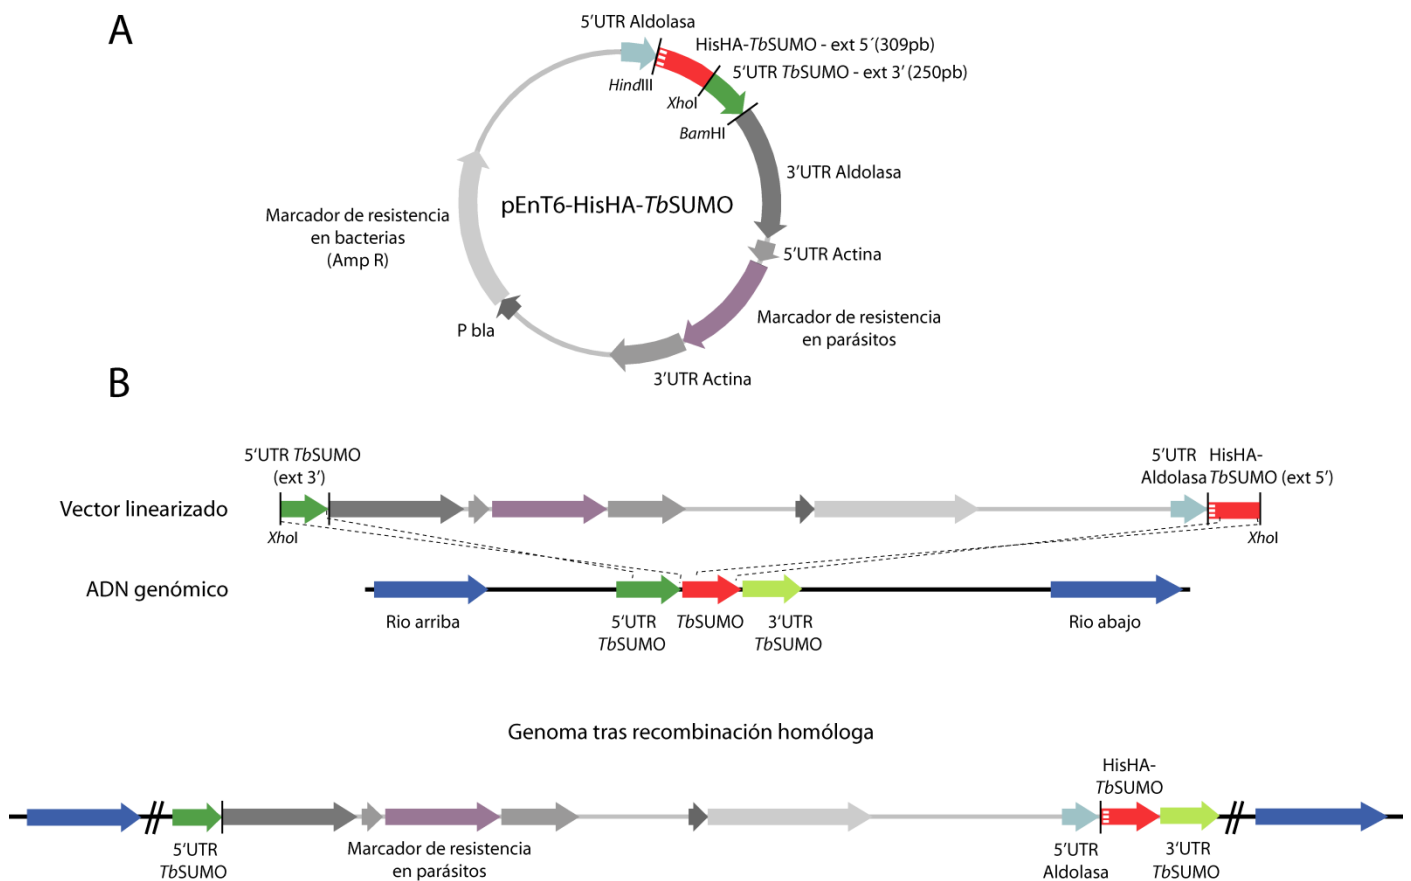 A
5'UTR Aldolasa
HisHA-TbSUMO - ext 5´(309pb)
5'UTR TbSUMO - ext 3' (250pb)
HindIII
XhoI
BamHI
3'UTR Aldolasa
pEnT6-HisHA-TbSUMO
Marcador de resistencia
en bacterias
(Amp R)
5'UTR Actina
Marcador de resistencia
en parásitos
P bla
3'UTR Actina
B
5'UTR TbSUMO
(ext 3')
5'UTR
Aldolasa
HisHA-
TbSUMO (ext 5')
Vector linearizado
XhoI
XhoI
ADN genómico
Rio arriba
5'UTR
TbSUMO
TbSUMO
3'UTR
TbSUMO
Rio abajo
Genoma tras recombinación homóloga
HisHA-
TbSUMO
5'UTR
TbSUMO
Marcador de resistencia
en parásitos
5'UTR
Aldolasa
3'UTR
TbSUMO